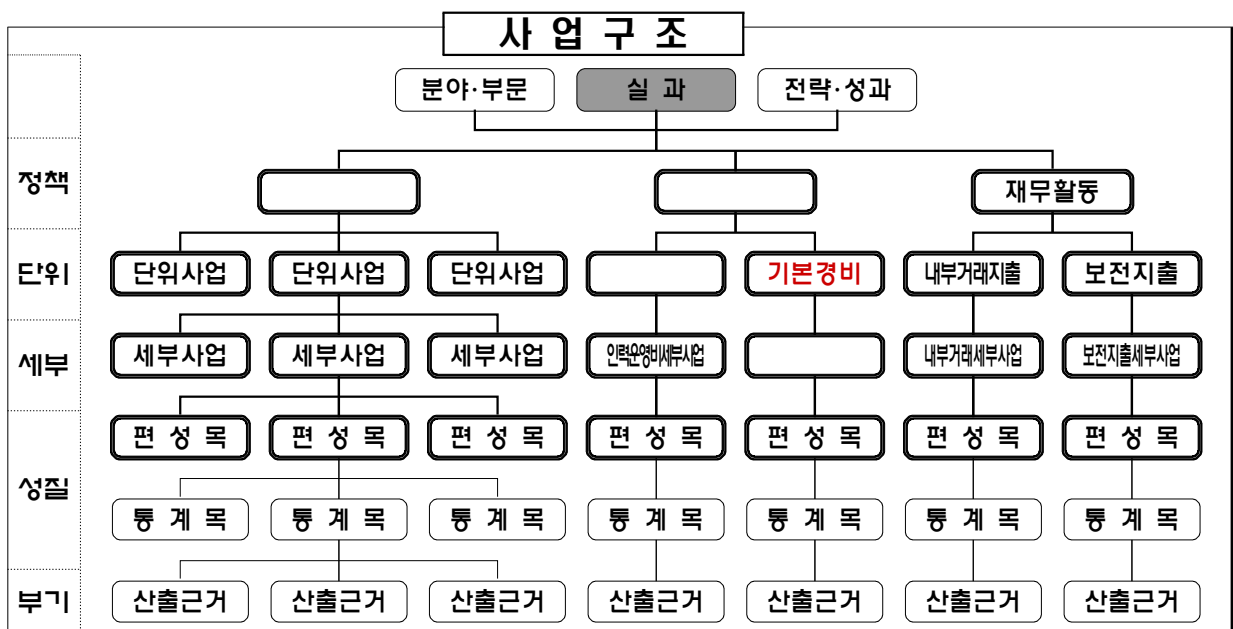 사 업 구 조
분야·부문 실 과 전략·성과
정책 재무활동
단위 단위사업 단위사업 단위사업 기본경비 내부거래지출 보전지출
세부 세부사업 세부사업 세부사업 인력운영비세부사업 내부거래세부사업 보전지출세부사업
편 성 목 편 성 목 편 성 목 편 성 목 편 성 목 편 성 목 편 성 목
성질
통 계 목 통 계 목 통 계 목 통 계 목 통 계 목 통 계 목 통 계 목
부기 산출근거 산출근거 산출근거 산출근거 산출근거 산출근거 산출근거